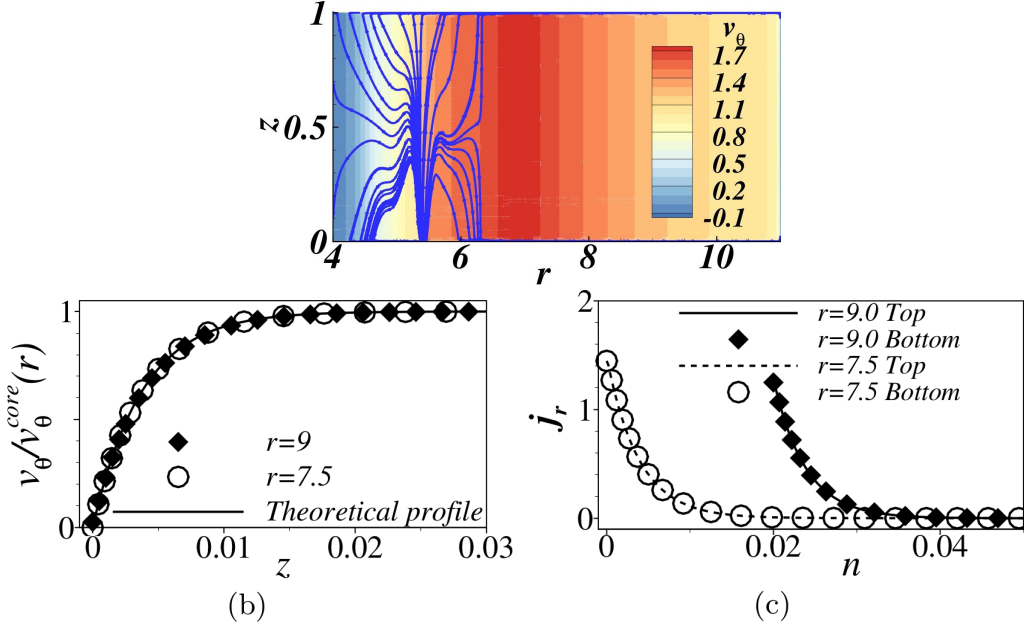 1
0.5
0
z
4
6
8
10
r
v_θ
1.7
1.4
1.1
0.8
0.5
0.2
-0.1
1
0
v_θ/v_θ^core(r)
r=9
r=7.5
Theoretical profile
0
0.01
0.02
0.03
z
(b)
2
1
0
j_r
r=9.0 Top
r=9.0 Bottom
r=7.5 Top
r=7.5 Bottom
0
0.02
0.04
n
(c)